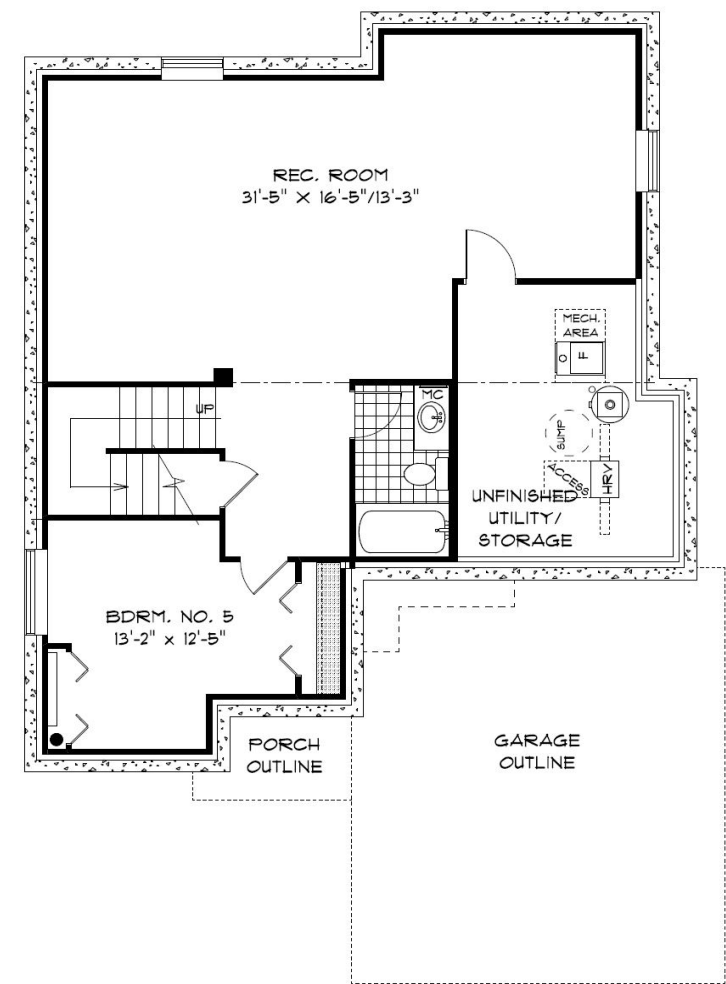 REC. ROOM
31'-5" X 16'-5"/13'-3"
MECH.
AREA
F
UP
MC
SUMP
ACCESS
HRV
UNFINISHED
UTILITY/
STORAGE
BDRM. NO. 5
13'-2" x 12'-5"
PORCH
OUTLINE
GARAGE
OUTLINE